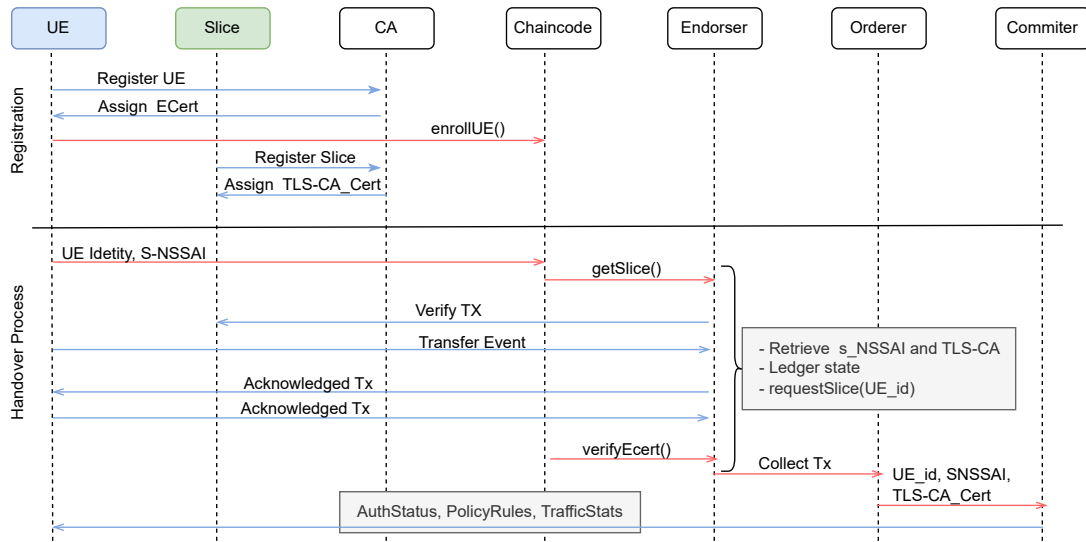 UE
Slice
CA
Chaincode
Endorser
Orderer
Commiter
Registration
Register UE
Assign ECert
enrollUE()
Register Slice
Assign TLS-CA_Cert
Handover Process
UE Idetity, S-NSSAI
getSlice()
Verify TX
Transfer Event
- Retrieve s_NSSAI and TLS-CA
- Ledger state
- requestSlice(UE_id)
Acknowledged Tx
Acknowledged Tx
verifyEcert()
Collect Tx
UE_id, SNSSAI,
TLS-CA_Cert
AuthStatus, PolicyRules, TrafficStats